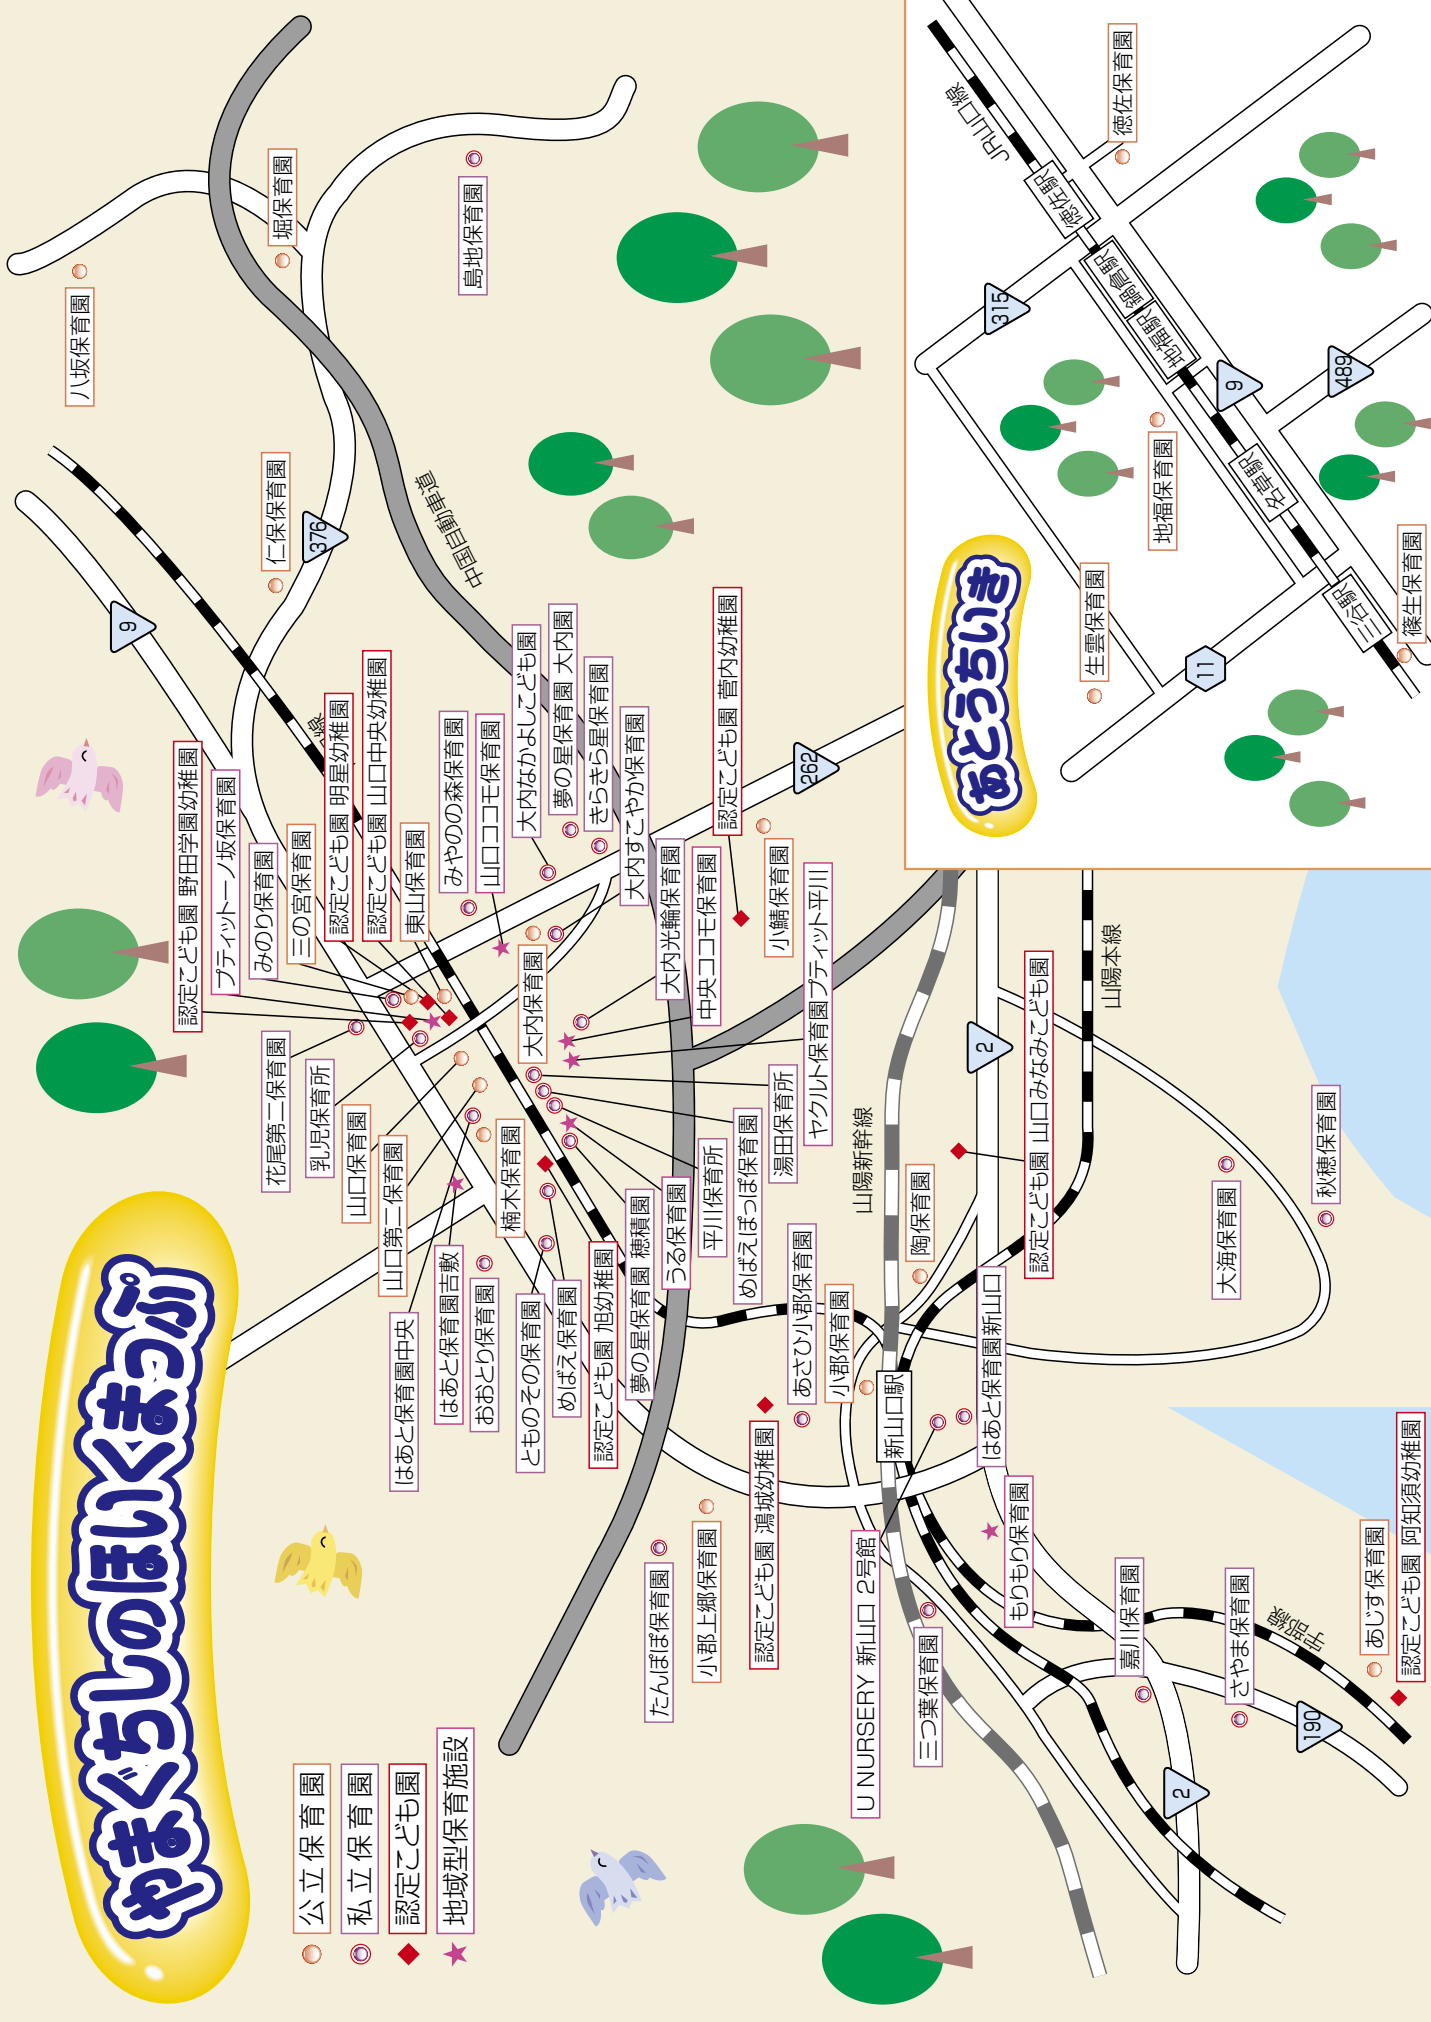 やまぐちしのほいくまっぷ
公立保育園
私立保育園
認定こども園
地域型保育施設
八坂保育園
堀保育園
島地保育園
仁保保育園
376
9
中国自動車道
認定こども園 野田学園幼稚園
プティットーノ坂保育園
みのり保育園
三の宮保育園
認定こども園 明星幼稚園
認定こども園 山口中央幼稚園
東山保育園
みやのの森保育園
山口ココモ保育園
大内なかよしこども園
夢の星保育園 大内園
きらきら星保育園
大内すこやか保育園
大内光輪保育園
中央ココモ保育園
認定こども園 菅内幼稚園
262
小鯖保育園
ヤクルト保育園プティット平川
大内保育園
花尾第二保育園
乳児保育所
山口保育園
山口第二保育園
はあと保育園中央
はあと保育園吉敷
おおとり保育園
楠木保育園
とものその保育園
めばえ保育園
認定こども園 旭幼稚園
夢の星保育園 穂積園
うる保育園
平川保育所
めばえぽっぽ保育園
湯田保育所
あさひ小郡保育園
小郡保育園
山陽新幹線
陶保育園
新山口駅
はあと保育園新山口
認定こども園 山口みなみこども園
2
山陽本線
大海保育園
秋穂保育園
たんぽぽ保育園
小郡上郷保育園
認定こども園 鴻城幼稚園
U NURSERY 新山口 2号館
三つ葉保育園
もりもり保育園
嘉川保育園
さやま保育園
宇部線
190
2
あじす保育園
認定こども園 阿知須幼稚園
きいちとこす
JR山口線
徳佐駅
徳佐保育園
鍋倉駅
地福駅
315
9
489
地福保育園
名草駅
三谷駅
生雲保育園
11
篠生保育園